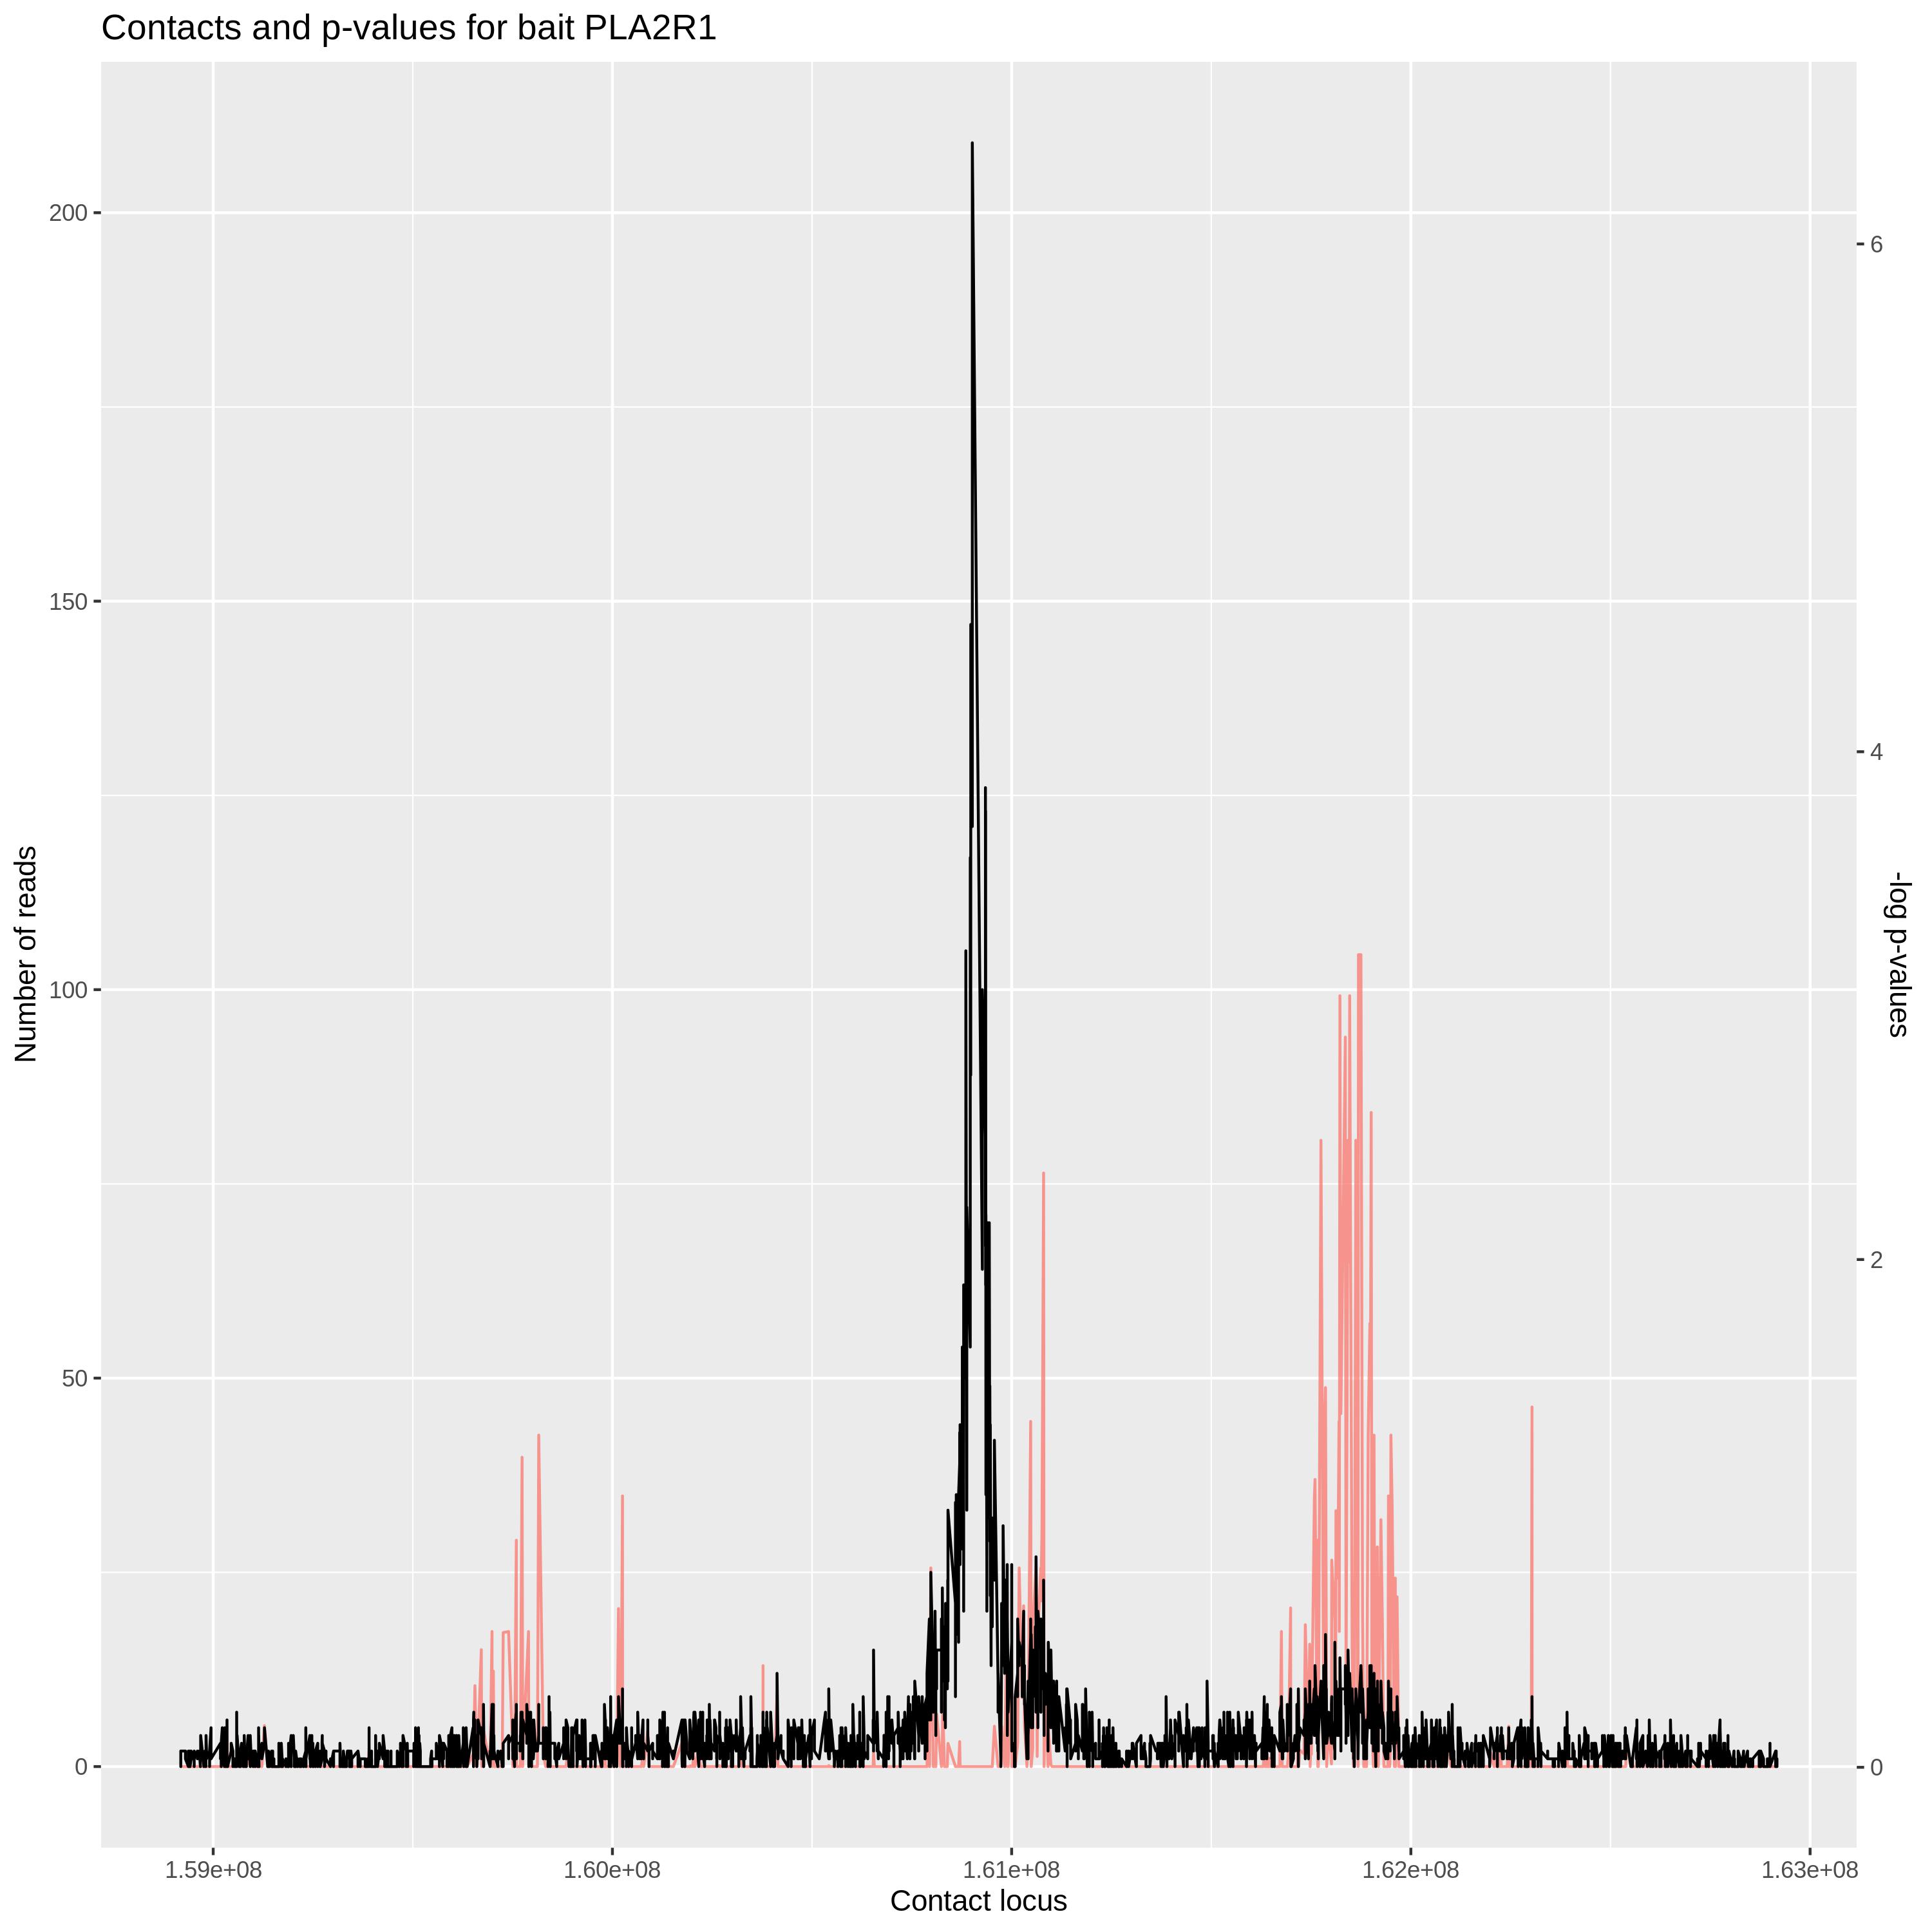 Contacts and p-values for bait PLA2R1
200
150
100
50
0
Number of reads
6
4
2
0
-log p-values
1.59e+08
1.60e+08
1.61e+08
1.62e+08
1.63e+08
Contact locus